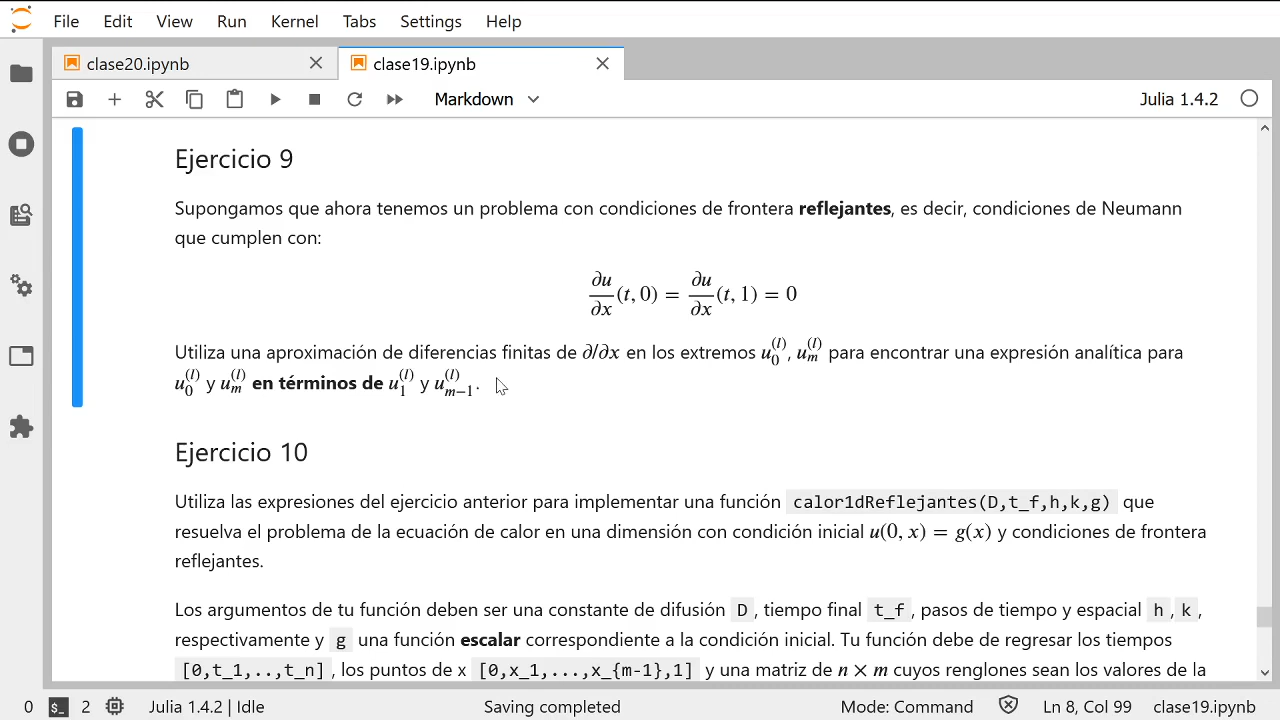 File Edit View Run Kernel Tabs Settings Help
clase20.ipynb clase19.ipynb
Markdown Julia 1.4.2
Ejercicio 9
Supongamos que ahora tenemos un problema con condiciones de frontera reflejantes, es decir, condiciones de Neumann
que cumplen con:
∂u/∂x (t, 0) = ∂u/∂x (t, 1) = 0
Utiliza una aproximación de diferencias finitas de ∂/∂x en los extremos u_0^{(l)}, u_m^{(l)} para encontrar una expresión analítica para
u_0^{(l)} y u_m^{(l)} en términos de u_1^{(l)} y u_{m−1}^{(l)}.
Ejercicio 10
Utiliza las expresiones del ejercicio anterior para implementar una función calor1dReflejantes(D,t_f,h,k,g) que
resuelva el problema de la ecuación de calor en una dimensión con condición inicial u(0, x) = g(x) y condiciones de frontera
reflejantes.
Los argumentos de tu función deben ser una constante de difusión D , tiempo final t_f , pasos de tiempo y espacial h , k ,
respectivamente y g una función escalar correspondiente a la condición inicial. Tu función debe de regresar los tiempos
[0,t_1,..,t_n] , los puntos de x [0,x_1,...,x_{m-1},1] y una matriz de n × m cuyos renglones sean los valores de la
0 $_ 2 Julia 1.4.2 | Idle Saving completed Mode: Command Ln 8, Col 99 clase19.ipynb